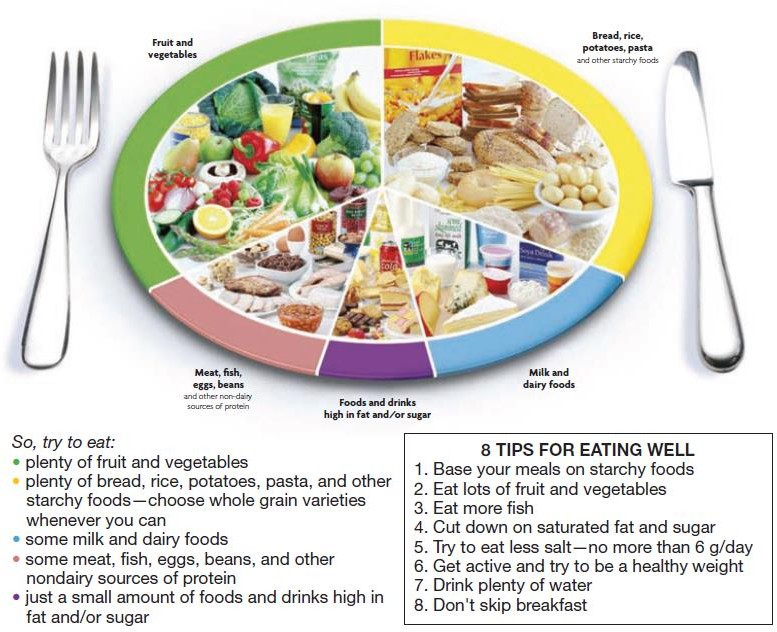 Fruit and
vegetables
Bread, rice,
potatoes, pasta
and other starchy foods
Flakes
cola
Soya Drink
Meat, fish,
eggs, beans
and other non-dairy
sources of protein
Foods and drinks
high in fat and/or sugar
Milk and
dairy foods
So, try to eat:
• plenty of fruit and vegetables
• plenty of bread, rice, potatoes, pasta, and other
starchy foods—choose whole grain varieties
whenever you can
• some milk and dairy foods
• some meat, fish, eggs, beans, and other
nondairy sources of protein
• just a small amount of foods and drinks high in
fat and/or sugar
8 TIPS FOR EATING WELL
1. Base your meals on starchy foods
2. Eat lots of fruit and vegetables
3. Eat more fish
4. Cut down on saturated fat and sugar
5. Try to eat less salt—no more than 6 g/day
6. Get active and try to be a healthy weight
7. Drink plenty of water
8. Don't skip breakfast